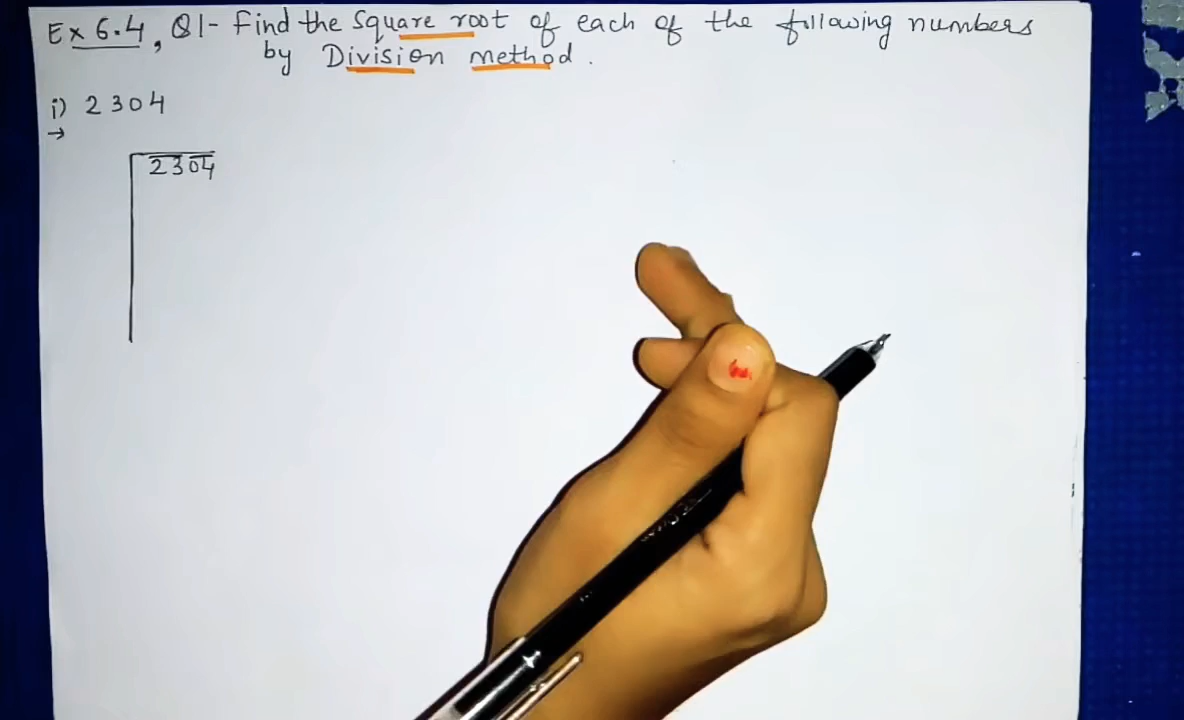 Ex 6.4, Q1- Find the Square root of each of the following numbers
by Division method.
i) 2304
→
2304